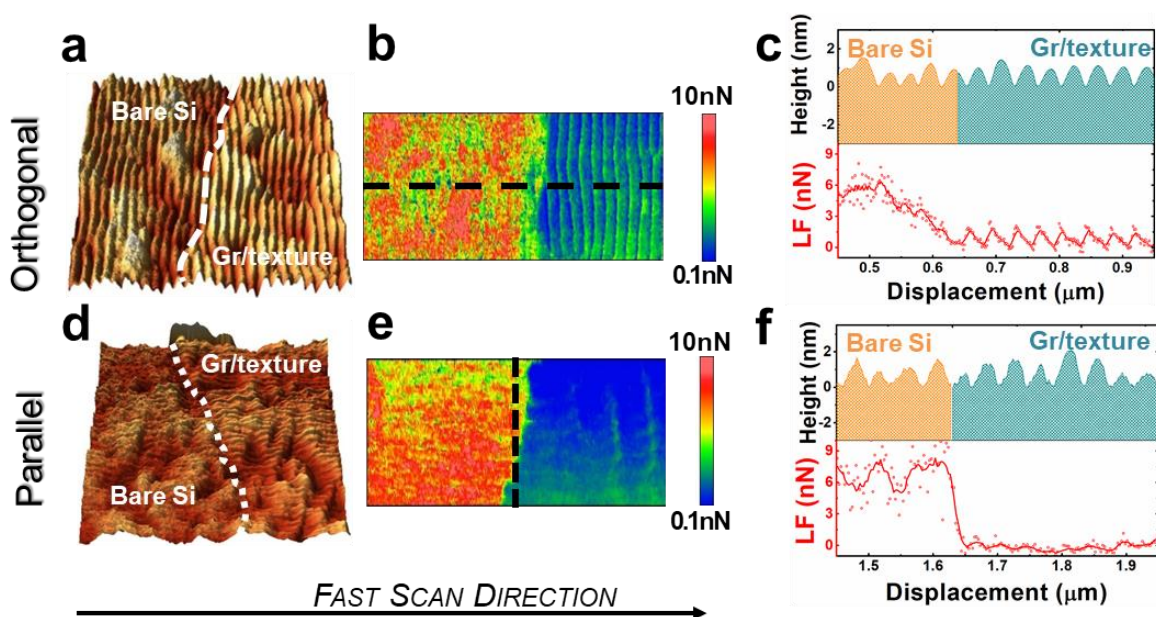 Orthogonal
a
Bare Si
Gr/texture
b
10nN
0.1nN
c
Bare Si
Gr/texture
Height (nm)
2
0
-2
LF (nN)
9
6
3
0
0.5 0.6 0.7 0.8 0.9
Displacement (μm)
Parallel
d
Gr/texture
Bare Si
e
10nN
0.1nN
f
Bare Si
Gr/texture
Height (nm)
2
0
-2
LF (nN)
9
6
3
0
1.5 1.6 1.7 1.8 1.9
Displacement (μm)
FAST SCAN DIRECTION